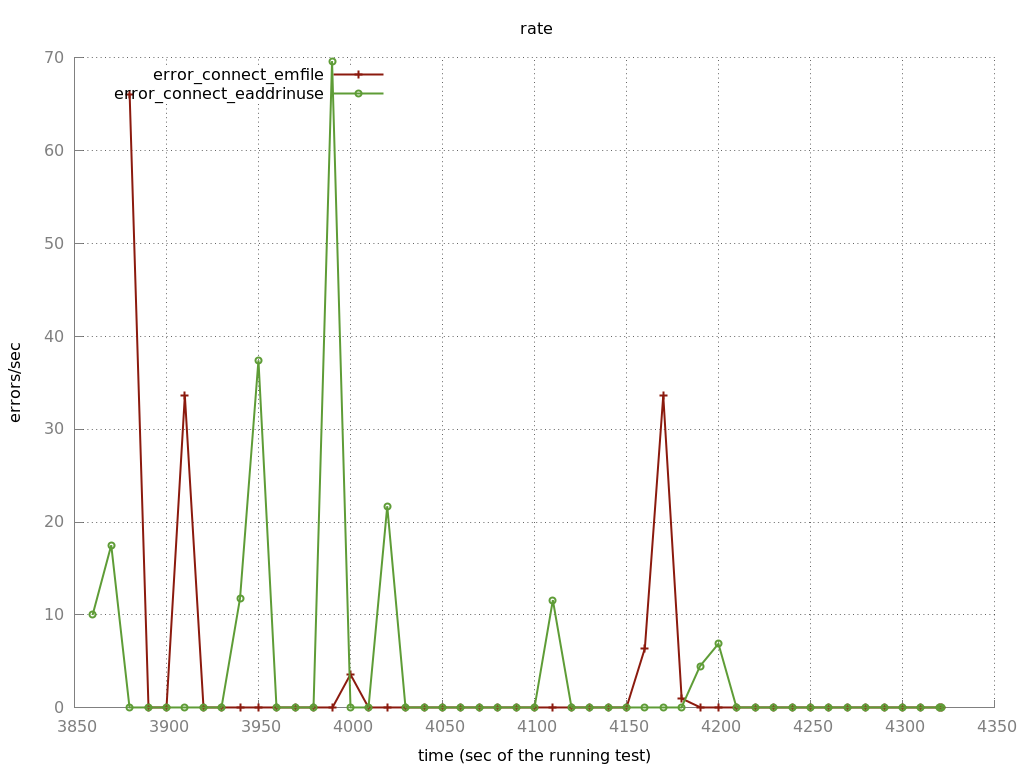 rate
70
60
50
40
30
20
10
0
error_connect_emfile
error_connect_eaddrinuse
errors/sec
3850 3900 3950 4000 4050 4100 4150 4200 4250 4300 4350
time (sec of the running test)